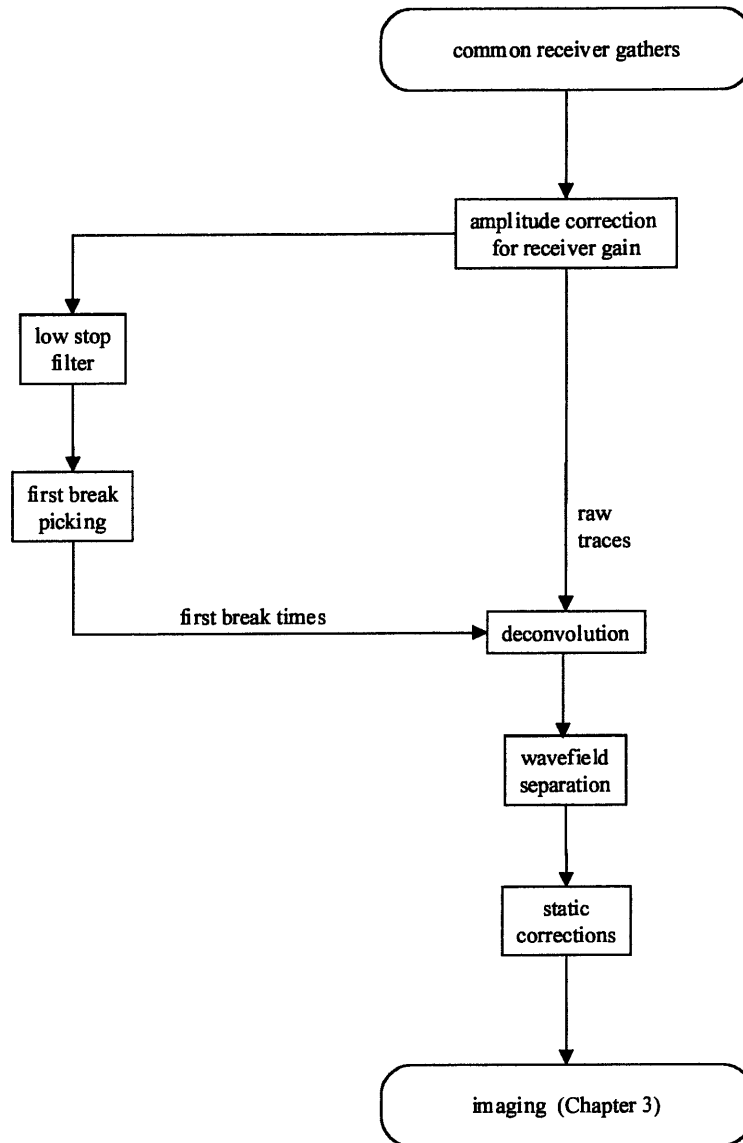 common receiver gathers
amplitude correction
for receiver gain
low stop
filter
first break
picking
raw
traces
first break times
deconvolution
wavefield
separation
static
corrections
imaging (Chapter 3)